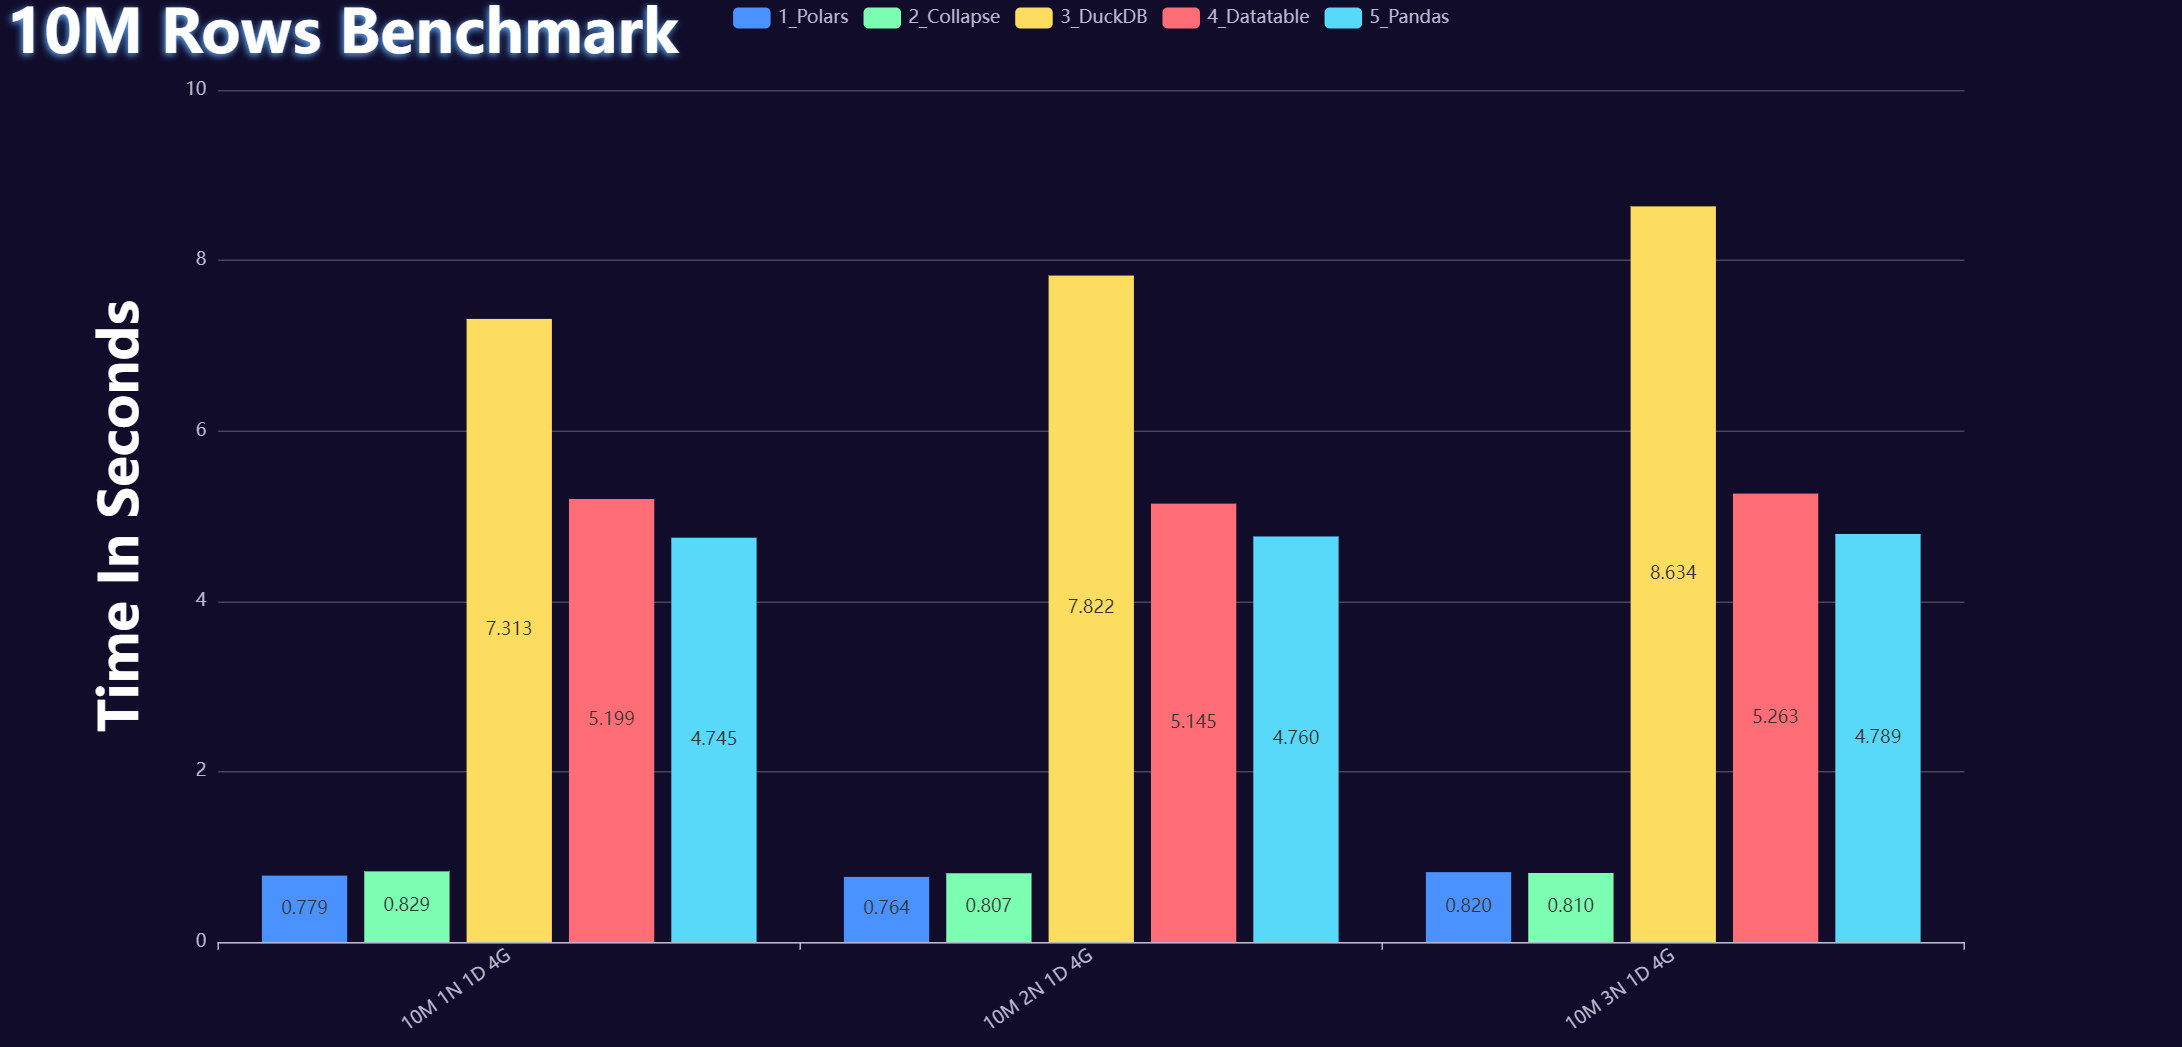 10M Rows Benchmark
1_Polars 2_Collapse 3_DuckDB 4_Datatable 5_Pandas
Time In Seconds
10
8
6
4
2
0
0.779 0.829 7.313 5.199 4.745
0.764 0.807 7.822 5.145 4.760
0.820 0.810 8.634 5.263 4.789
10M 1N 1D 4G
10M 2N 1D 4G
10M 3N 1D 4G